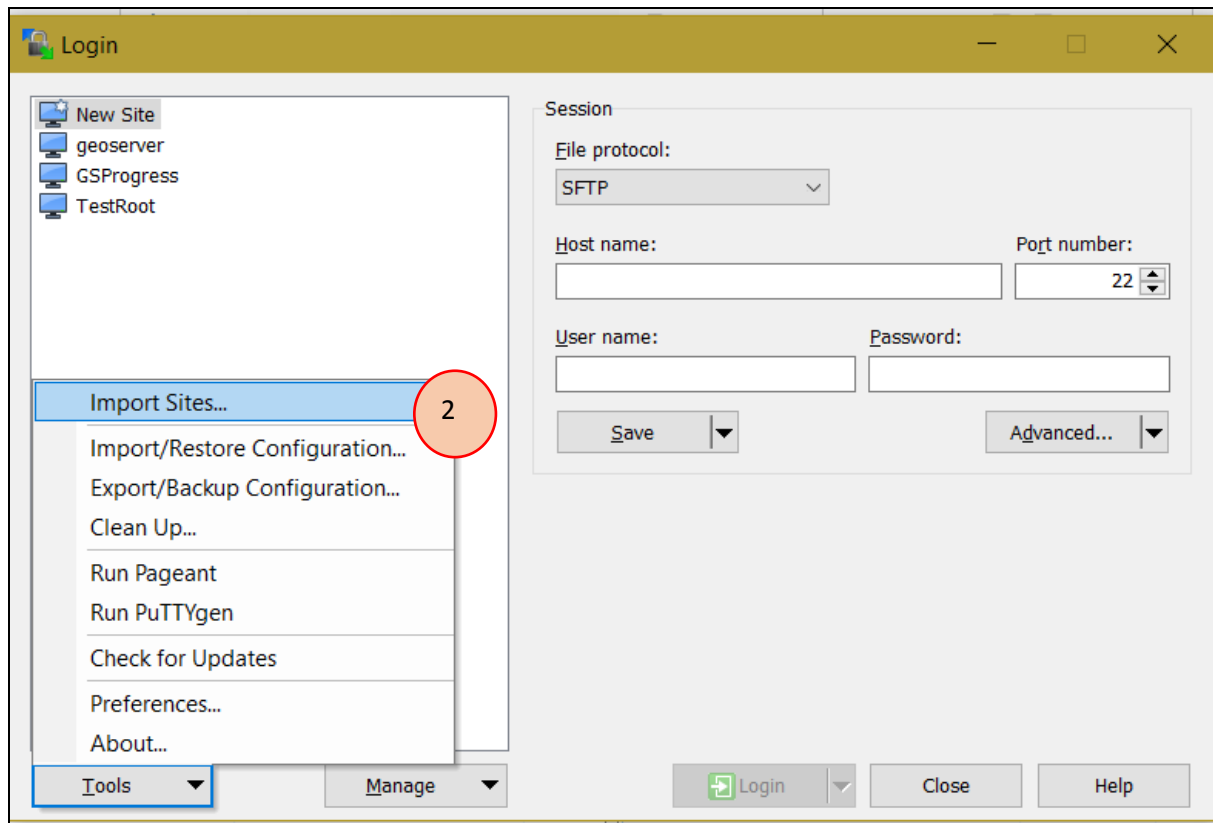 Login
New Site
geoserver
GSProgress
TestRoot
Session
File protocol:
SFTP
Host name:
Port number:
22
User name:
Password:
Save
Advanced...
Import Sites...
2
Import/Restore Configuration...
Export/Backup Configuration...
Clean Up...
Run Pageant
Run PuTTYgen
Check for Updates
Preferences...
About...
Tools
Manage
Login
Close
Help